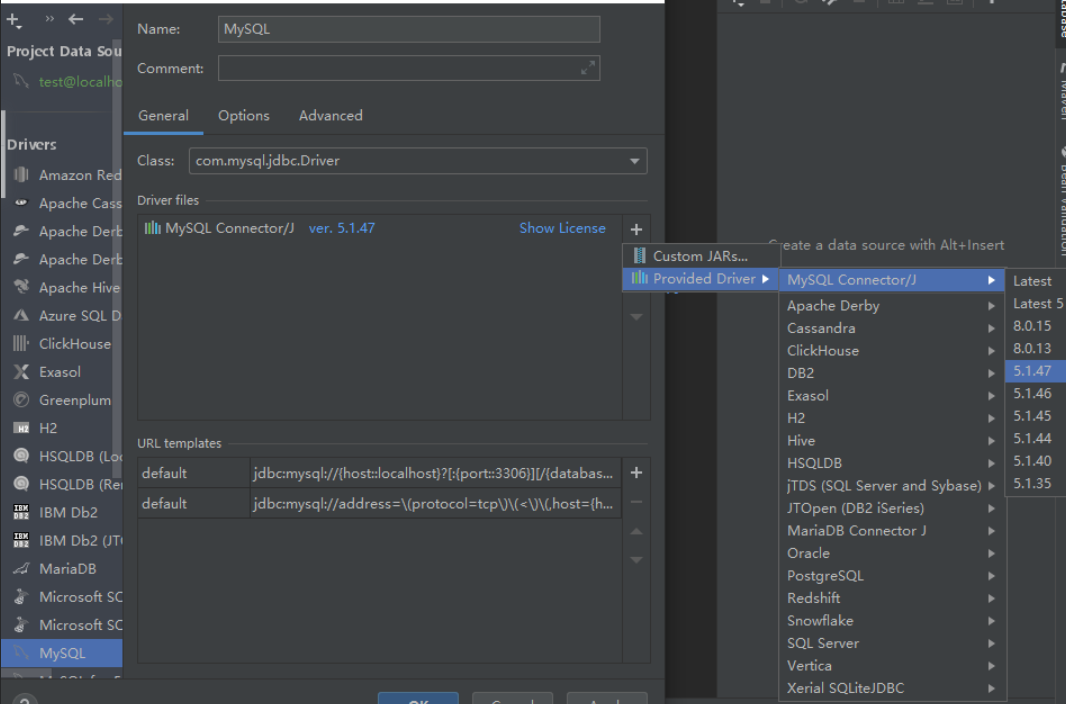 Project Data Sou
test@localho
Drivers
Amazon Red
Apache Cass
Apache Derb
Apache Derb
Apache Hive
Azure SQL D
ClickHouse
Exasol
Greenplum
H2
HSQLDB (Loc
HSQLDB (Rem
IBM Db2
IBM Db2 (JT
MariaDB
Microsoft SC
Microsoft SC
MySQL
Name:
MySQL
Comment:
General Options Advanced
Class:
com.mysql.jdbc.Driver
Driver files
MySQL Connector/J ver. 5.1.47 Show License
URL templates
default jdbc:mysql://{host::localhost}?[:{port::3306}][/{databas...
default jdbc:mysql://address=\(protocol=tcp\)\(<\)\(,host={h...
OK
Custom JARs...
Provided Driver
Create a data source with Alt+Insert
MySQL Connector/J
Apache Derby
Cassandra
ClickHouse
DB2
Exasol
H2
Hive
HSQLDB
jTDS (SQL Server and Sybase)
JTOpen (DB2 iSeries)
MariaDB Connector J
Oracle
PostgreSQL
Redshift
Snowflake
SQL Server
Vertica
Xerial SQLiteJDBC
Latest
Latest 5
8.0.15
8.0.13
5.1.47
5.1.46
5.1.45
5.1.44
5.1.40
5.1.35
Bean Validation